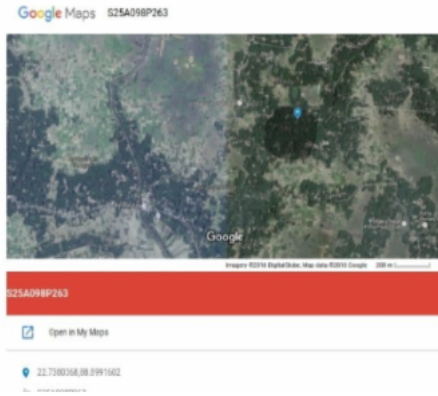 Google Maps S25A098P263
Google
Imagery ©2016 DigitalGlobe, Map data ©2016 Google 200 m
S25A098P263
Open in My Maps
22.7380368,88.8991602